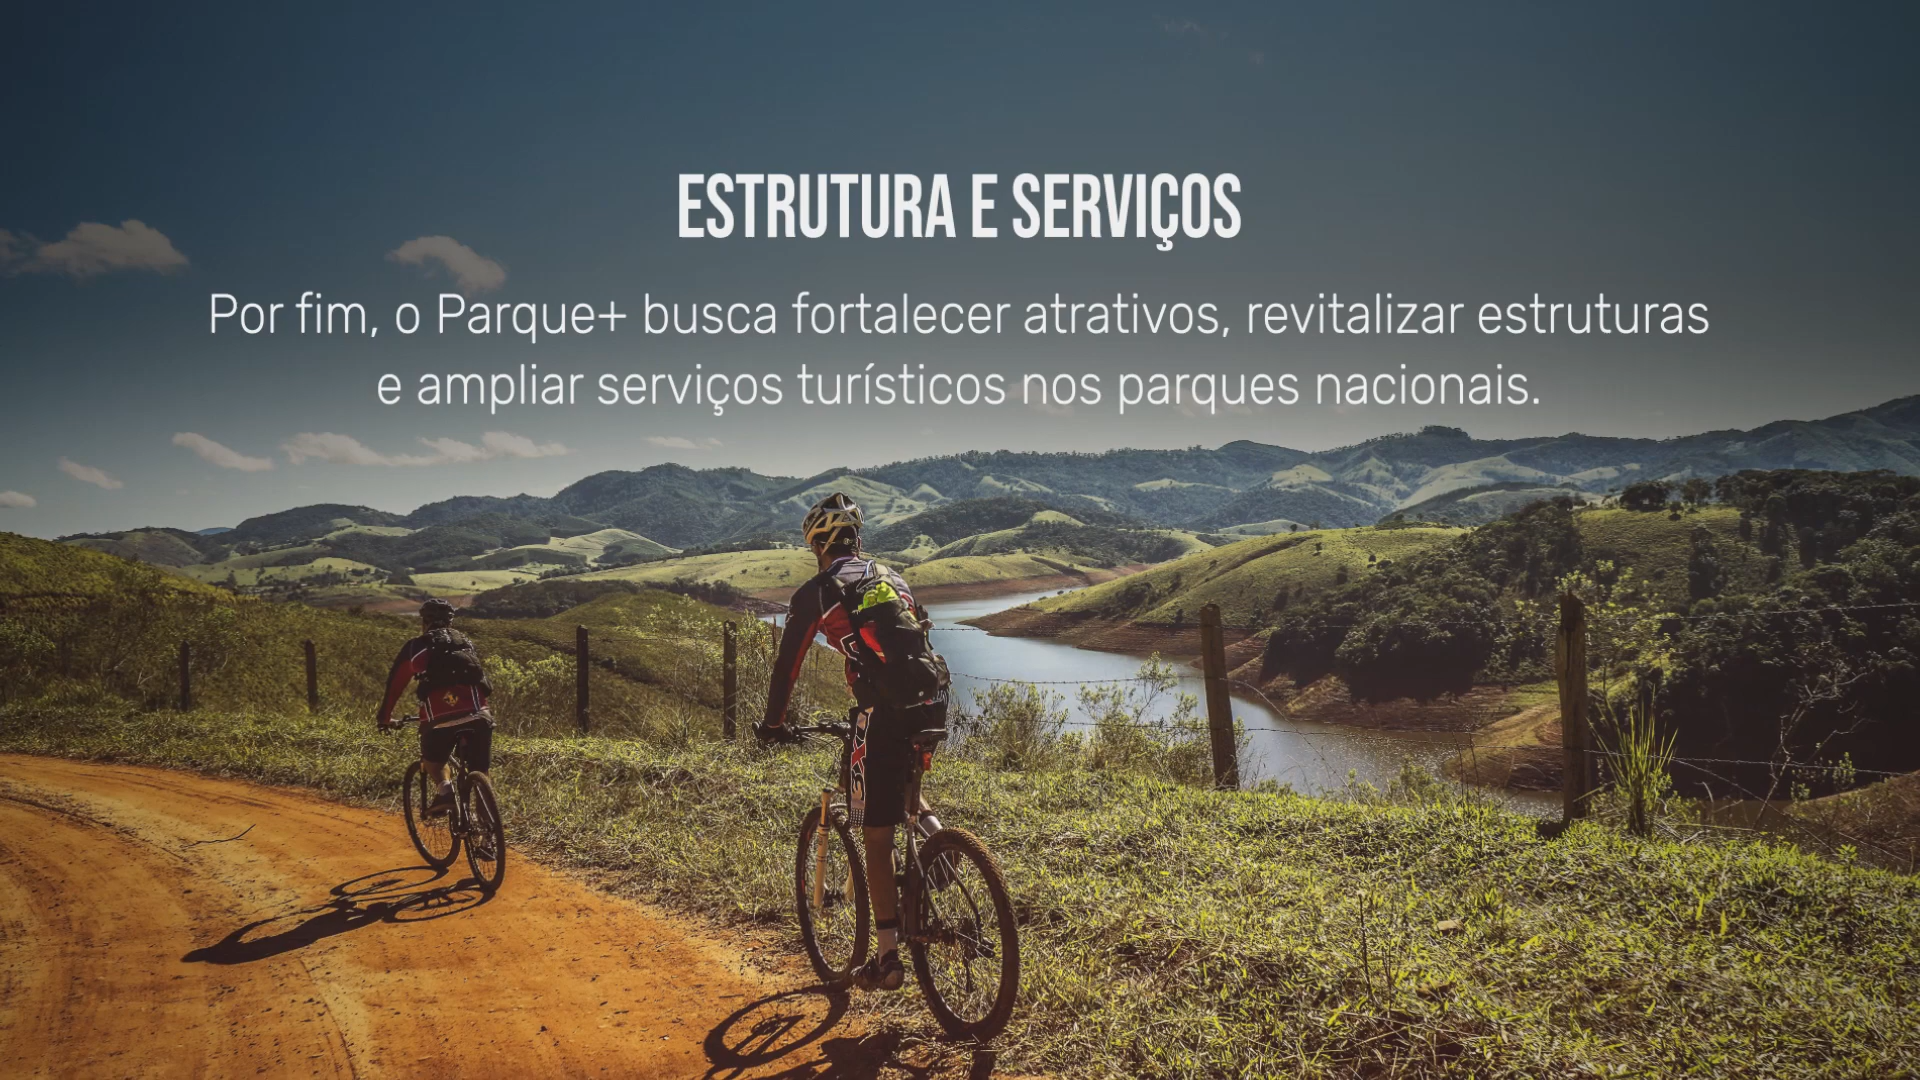 ESTRUTURA E SERVIÇOS
Por fim, o Parque+ busca fortalecer atrativos, revitalizar estruturas
e ampliar serviços turísticos nos parques nacionais.